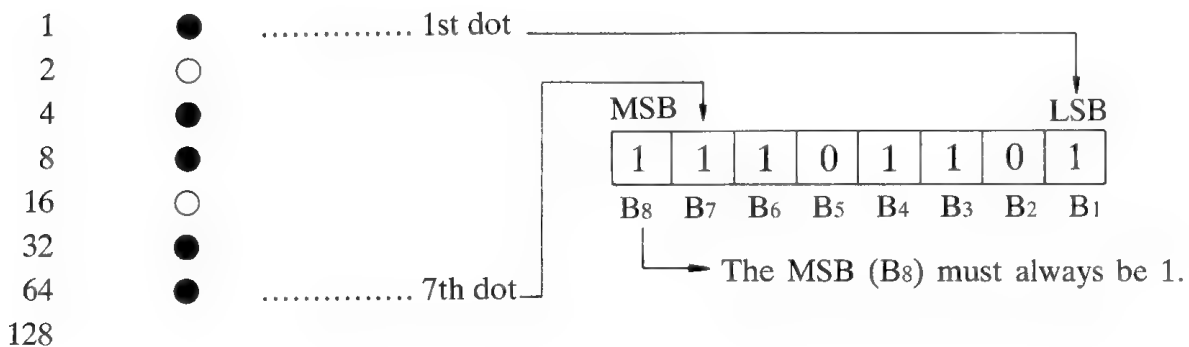 1 .............. 1st dot
2
4 MSB LSB
8 1 1 1 0 1 1 0 1
16 B8 B7 B6 B5 B4 B3 B2 B1
32 The MSB (B8) must always be 1.
64 .............. 7th dot
128